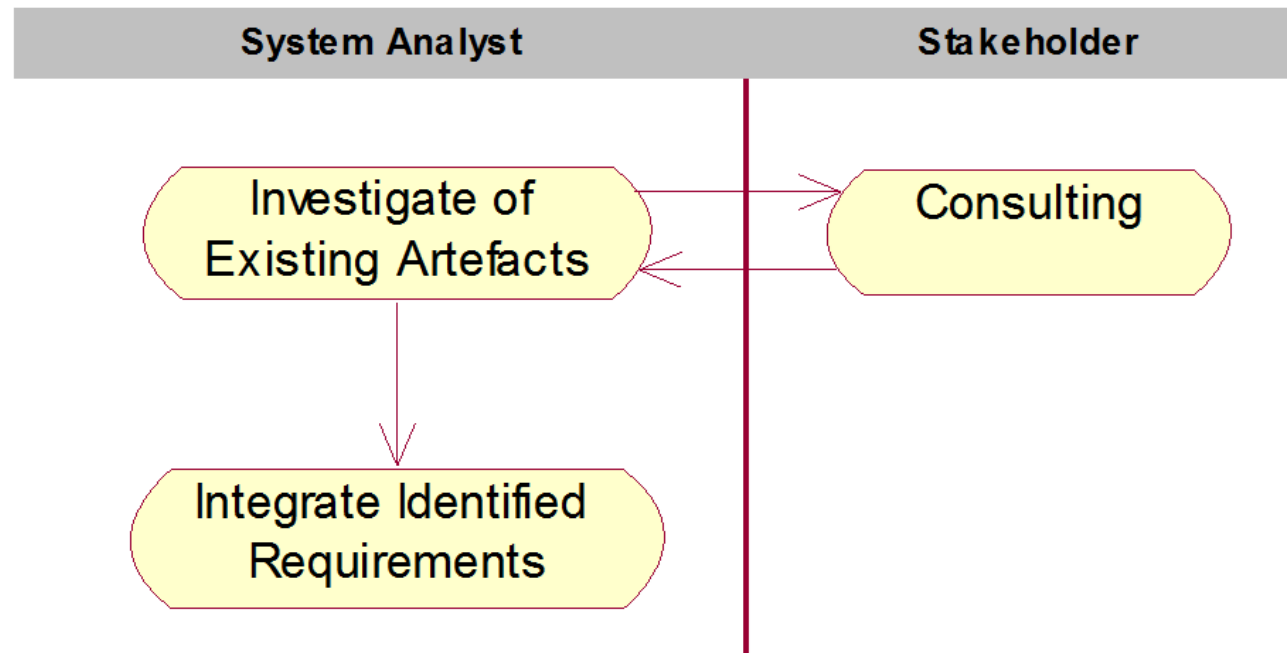 System Analyst
Stakeholder
Investigate of
Existing Artefacts
Consulting
Integrate Identified
Requirements